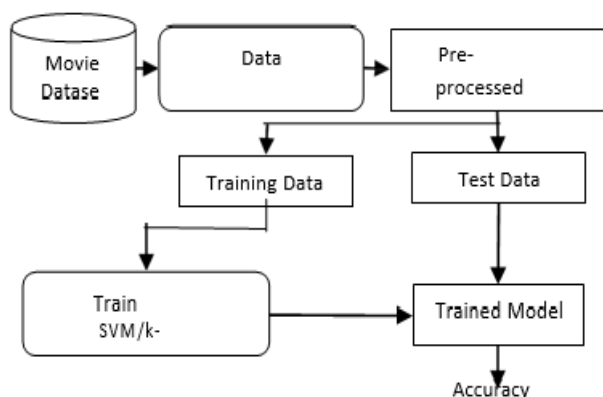 Movie
Datase
Data
Pre-
processed
Training Data
Test Data
Train
SVM/k-
Trained Model
Accuracy